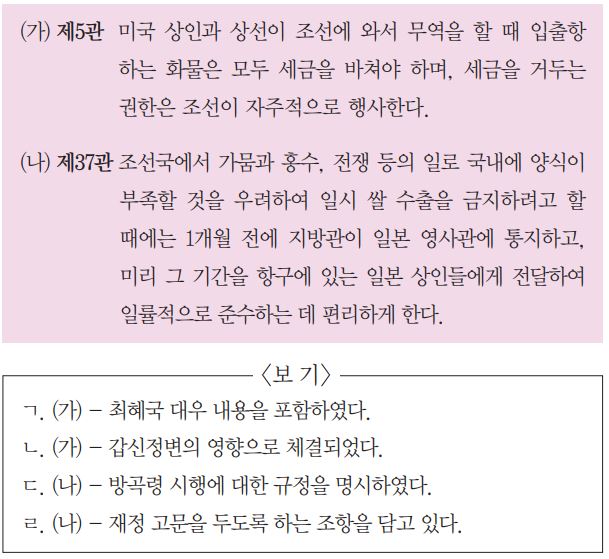 (가) 제5관 미국 상인과 상선이 조선에 와서 무역을 할 때 입출항
하는 화물은 모두 세금을 바쳐야 하며, 세금을 거두는
권한은 조선이 자주적으로 행사한다.
(나) 제37관 조선국에서 가뭄과 홍수, 전쟁 등의 일로 국내에 양식이
부족할 것을 우려하여 일시 쌀 수출을 금지하려고 할
때에는 1개월 전에 지방관이 일본 영사관에 통지하고,
미리 그 기간을 항구에 있는 일본 상인들에게 전달하여
일률적으로 준수하는 데 편리하게 한다.
〈보 기〉
ㄱ. (가) - 최혜국 대우 내용을 포함하였다.
ㄴ. (가) - 갑신정변의 영향으로 체결되었다.
ㄷ. (나) - 방곡령 시행에 대한 규정을 명시하였다.
ㄹ. (나) - 재정 고문을 두도록 하는 조항을 담고 있다.